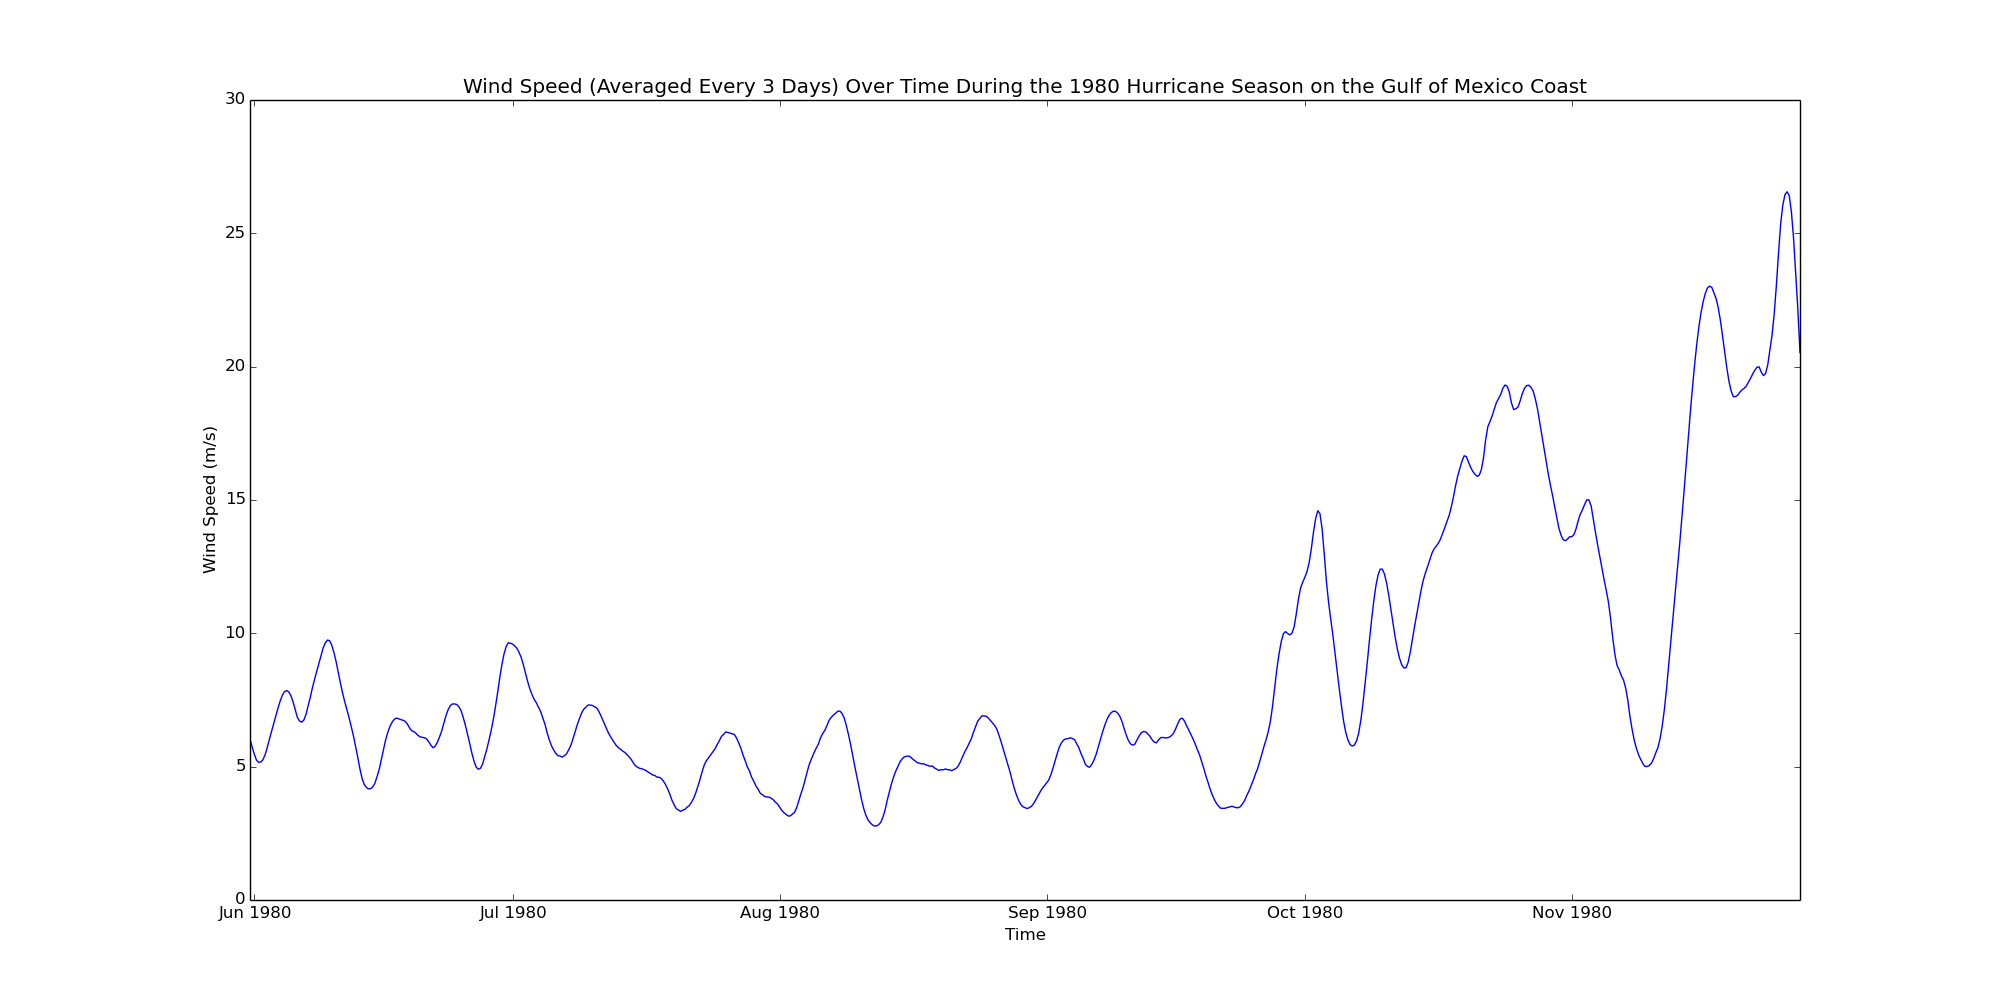 Wind Speed (Averaged Every 3 Days) Over Time During the 1980 Hurricane Season on the Gulf of Mexico Coast
30
25
20
15
10
5
0
Wind Speed (m/s)
Jun 1980 Jul 1980 Aug 1980 Sep 1980 Oct 1980 Nov 1980
Time